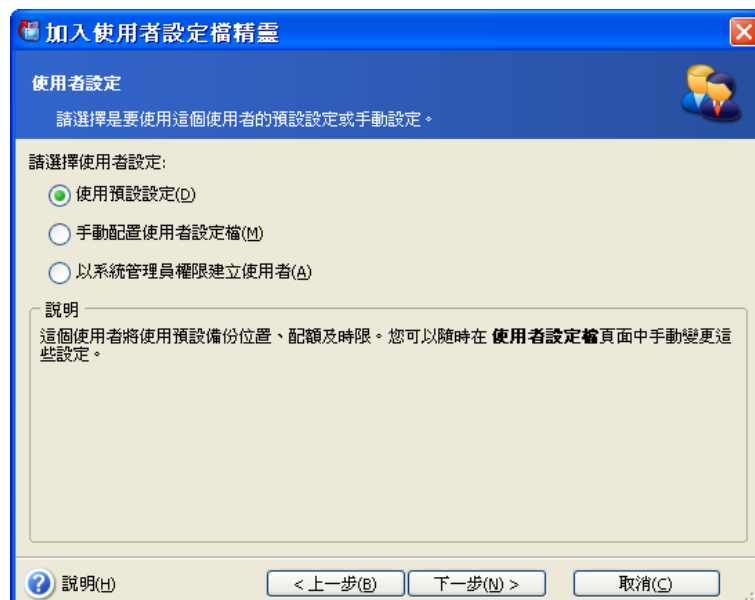 加入使用者設定檔精靈
使用者設定
請選擇是要使用這個使用者的預設設定或手動設定。
請選擇使用者設定:
使用預設設定(D)
手動配置使用者設定檔(M)
以系統管理員權限建立使用者(A)
說明
這個使用者將使用預設備份位置、配額及時限。您可以隨時在 使用者設定檔頁面中手動變更這
些設定。
說明(H)
< 上一步(B)
下一步(N) >
取消(C)